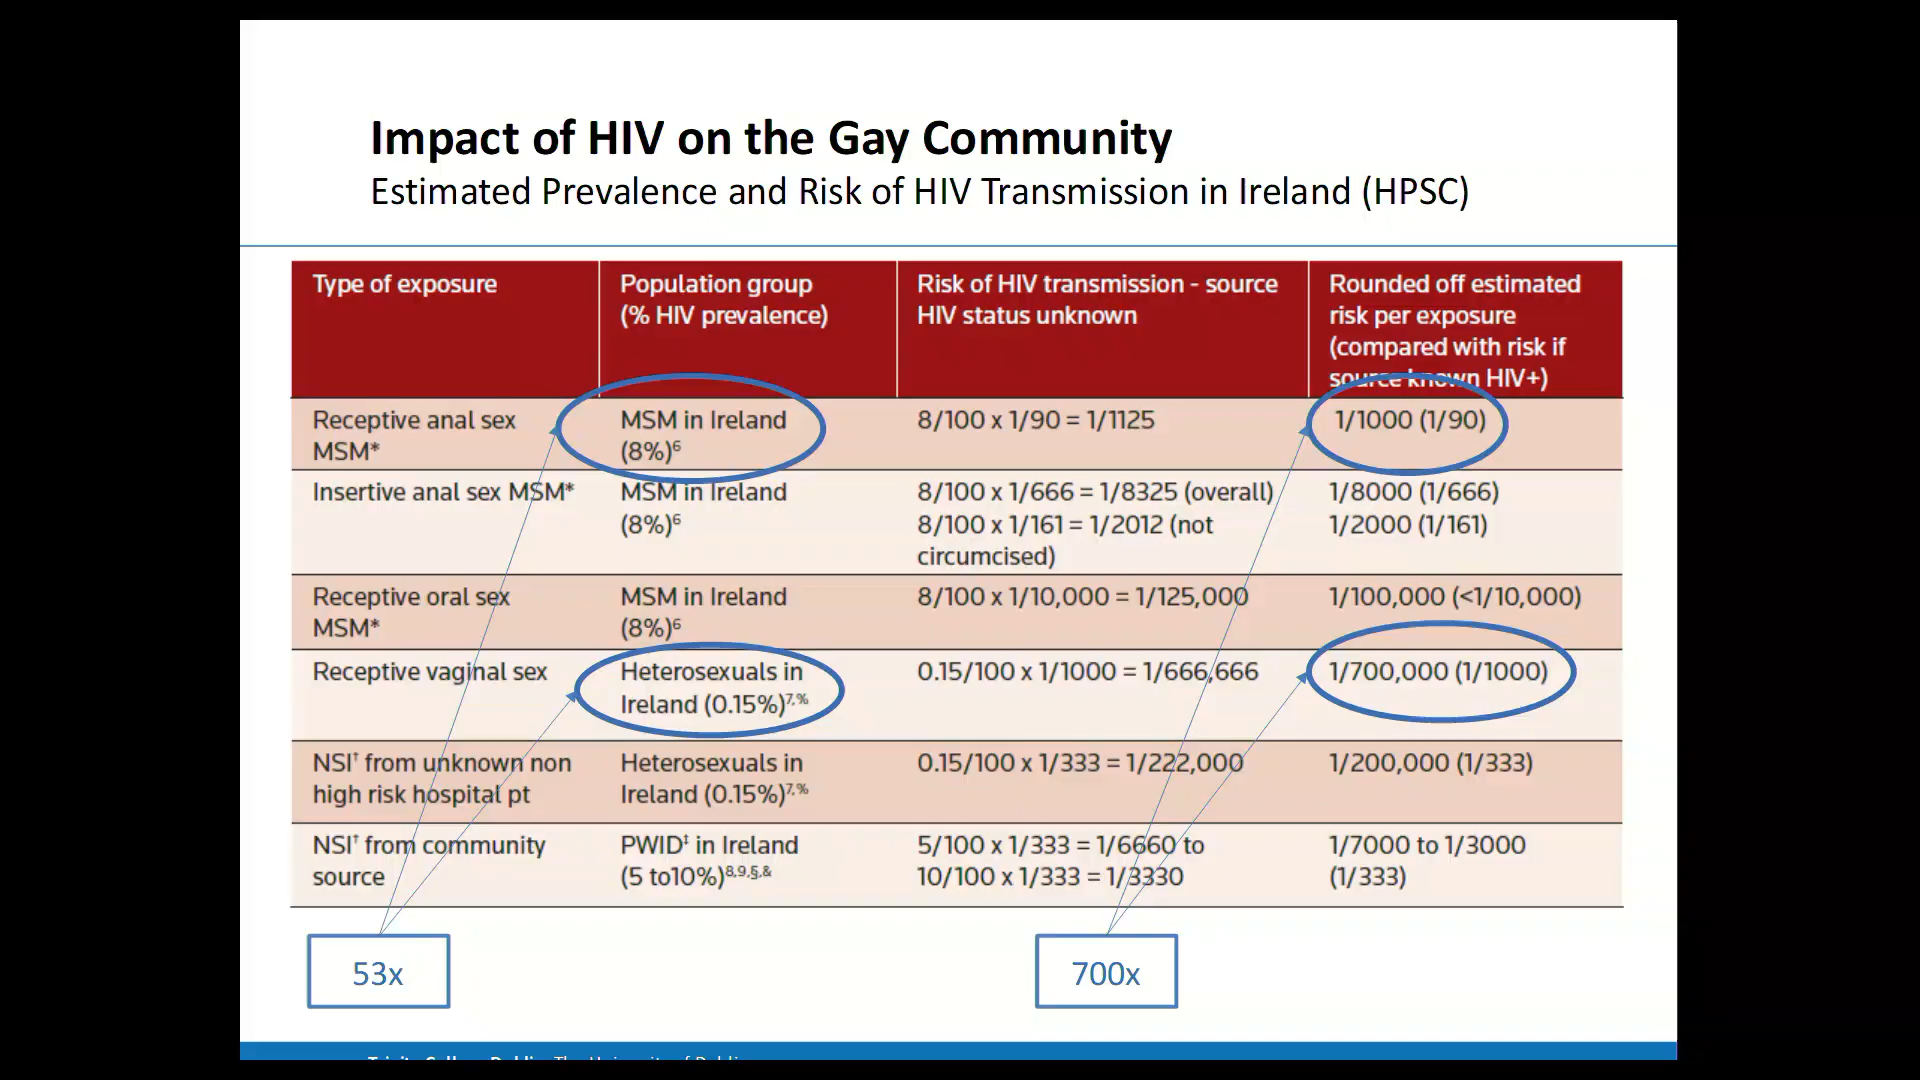 Impact of HIV on the Gay Community
Estimated Prevalence and Risk of HIV Transmission in Ireland (HPSC)
Type of exposure
Population group
(% HIV prevalence)
Risk of HIV transmission - source
HIV status unknown
Rounded off estimated
risk per exposure
(compared with risk if
source known HIV+)
Receptive anal sex
MSM*
MSM in Ireland
(8%)⁶
8/100 x 1/90 = 1/1125
1/1000 (1/90)
Insertive anal sex MSM*
MSM in Ireland
(8%)⁶
8/100 x 1/666 = 1/8325 (overall)
8/100 x 1/161 = 1/2012 (not
circumcised)
1/8000 (1/666)
1/2000 (1/161)
Receptive oral sex
MSM*
MSM in Ireland
(8%)⁶
8/100 x 1/10,000 = 1/125,000
1/100,000 (<1/10,000)
Receptive vaginal sex
Heterosexuals in
Ireland (0.15%)⁷,%
0.15/100 x 1/1000 = 1/666,666
1/700,000 (1/1000)
NSI† from unknown non
high risk hospital pt
Heterosexuals in
Ireland (0.15%)⁷,%
0.15/100 x 1/333 = 1/222,000
1/200,000 (1/333)
NSI† from community
source
PWID‡ in Ireland
(5 to10%)⁸,⁹,§,&
5/100 x 1/333 = 1/6660 to
10/100 x 1/333 = 1/3330
1/7000 to 1/3000
(1/333)
53x
700x